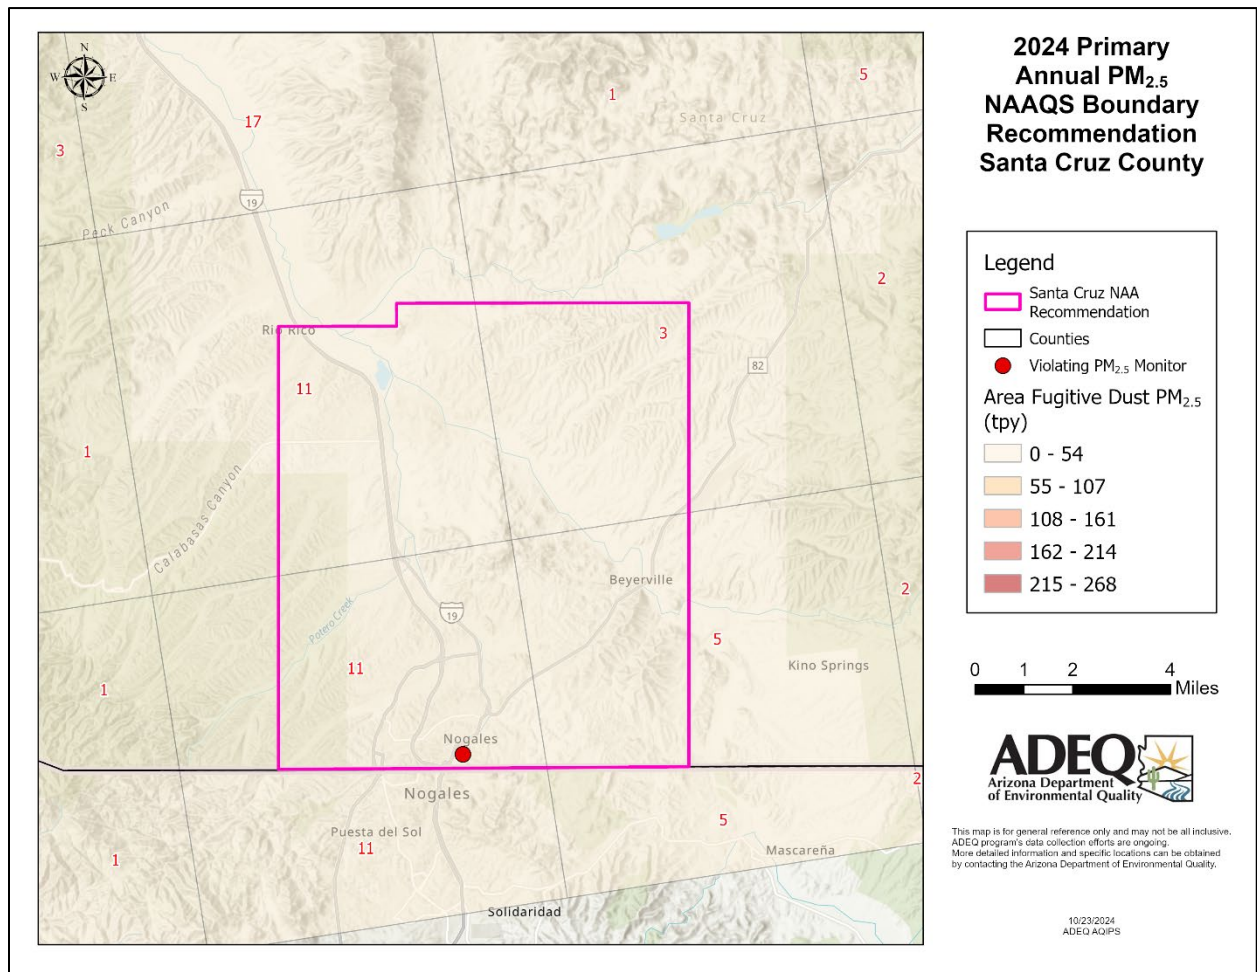 2024 Primary
Annual PM2.5
NAAQS Boundary
Recommendation
Santa Cruz County
N
W E
S
5
1
17
Santa Cruz
3
19
Peck Canyon
2
Rio Rico
3
82
11
1
Calabasas Canyon
Beyerville
2
19
Potero Creek
5
11
Kino Springs
1
Nogales
2
Nogales
5
Puesta del Sol
11
Mascareña
1
Solidaridad
Legend
Santa Cruz NAA
Recommendation
Counties
Violating PM2.5 Monitor
Area Fugitive Dust PM2.5
(tpy)
0 - 54
55 - 107
108 - 161
162 - 214
215 - 268
0 1 2 4
Miles
ADEQ
Arizona Department
of Environmental Quality
This map is for general reference only and may not be all inclusive.
ADEQ program's data collection efforts are ongoing.
More detailed information and specific locations can be obtained
by contacting the Arizona Department of Environmental Quality.
10/23/2024
ADEQ AQIPS